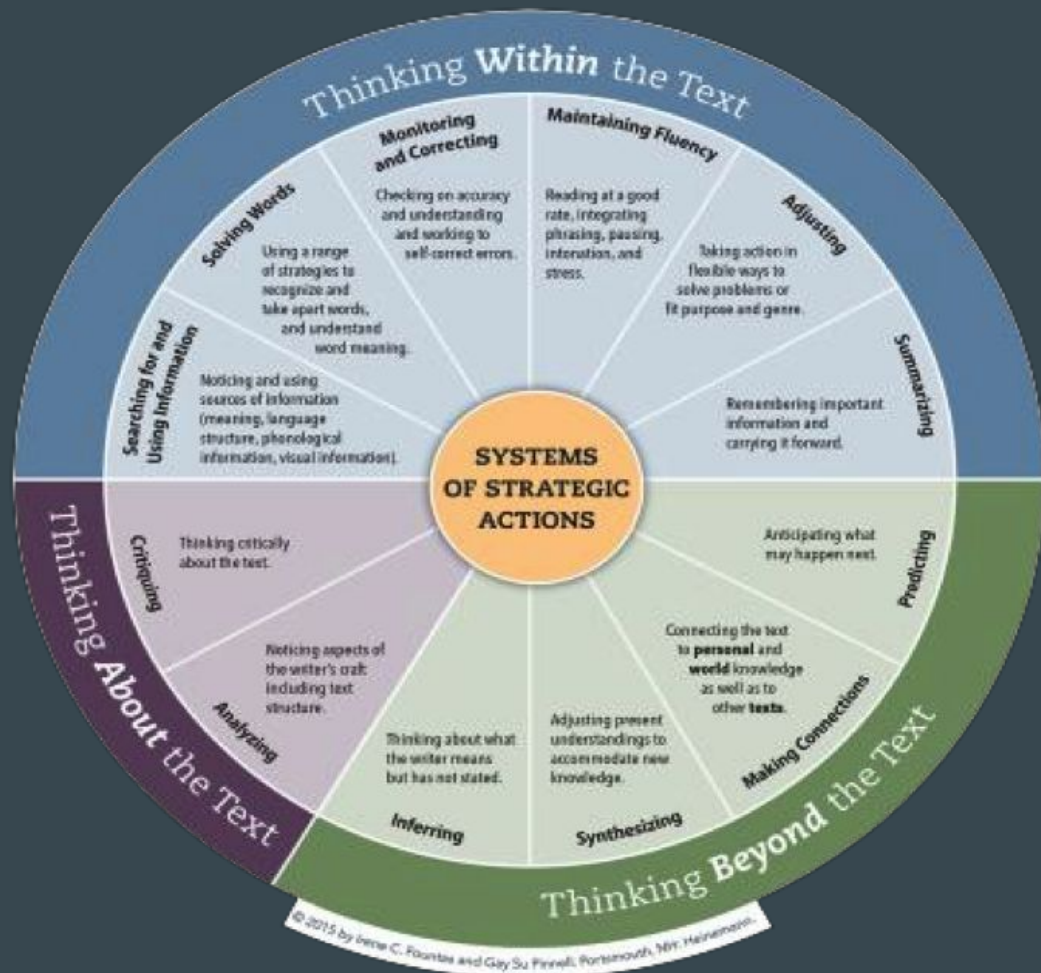 Thinking Within the Text
Searching for and
Using Information
Noticing and using
sources of information
(meaning, language
structure, phonological
information, visual information).
Solving Words
Using a range
of strategies to
recognize and
take apart words,
and understand
word meaning.
Monitoring
and Correcting
Checking on accuracy
and understanding
and working to
self-correct errors.
Maintaining Fluency
Reading at a good
rate, integrating
phrasing, pausing,
intonation, and
stress.
Adjusting
Taking action in
flexible ways to
solve problems or
fit purpose and genre.
Summarizing
Remembering important
information and
carrying it forward.
SYSTEMS
OF STRATEGIC
ACTIONS
Thinking Beyond the Text
Predicting
Anticipating what
may happen next.
Making Connections
Connecting the text
to personal and
world knowledge
as well as to
other texts.
Synthesizing
Adjusting present
understandings to
accommodate new
knowledge.
Inferring
Thinking about what
the writer means
but has not stated.
Thinking About the Text
Analyzing
Noticing aspects of
the writer's craft
including text
structure.
Critiquing
Thinking critically
about the text.
© 2015 by Irene C. Fountas and Gay Su Pinnell. Portsmouth, NH: Heinemann.